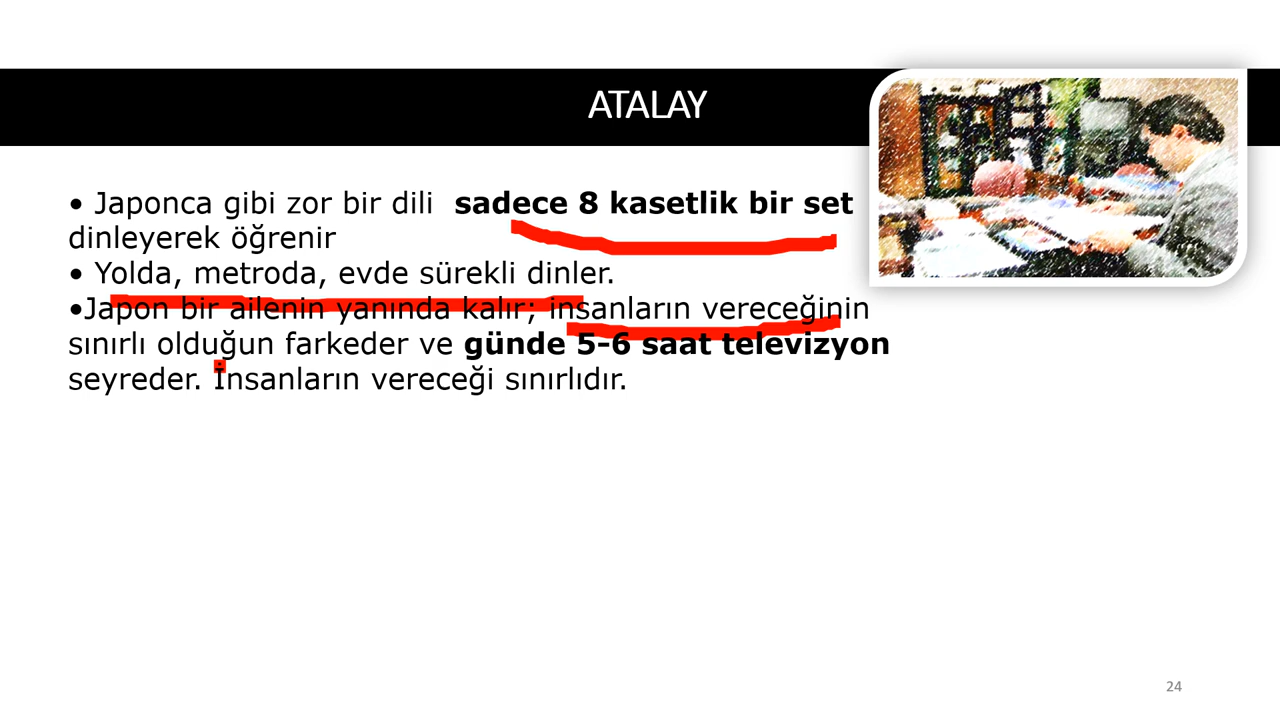 ATALAY
• Japonca gibi zor bir dili sadece 8 kasetlik bir set
dinleyerek öğrenir
• Yolda, metroda, evde sürekli dinler.
•Japon bir ailenin yanında kalır; insanların vereceğinin
sınırlı olduğun farkeder ve günde 5-6 saat televizyon
seyreder. İnsanların vereceği sınırlıdır.
24